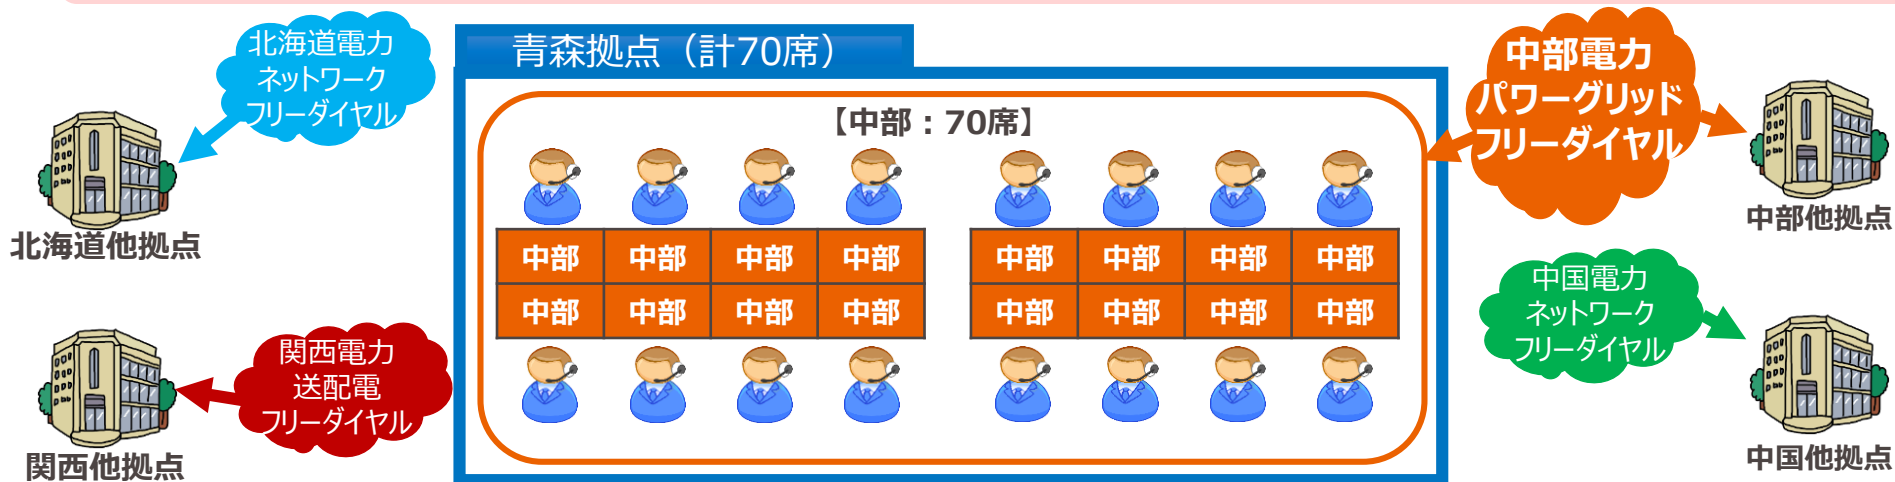 北海道電力
ネットワーク
フリーダイヤル
北海道他拠点
関西電力
送配電
フリーダイヤル
関西他拠点
青森拠点（計70席）
【中部：70席】
中部 中部 中部 中部 中部 中部 中部 中部
中部 中部 中部 中部 中部 中部 中部 中部
中部電力
パワーグリッド
フリーダイヤル
中部他拠点
中国電力
ネットワーク
フリーダイヤル
中国他拠点